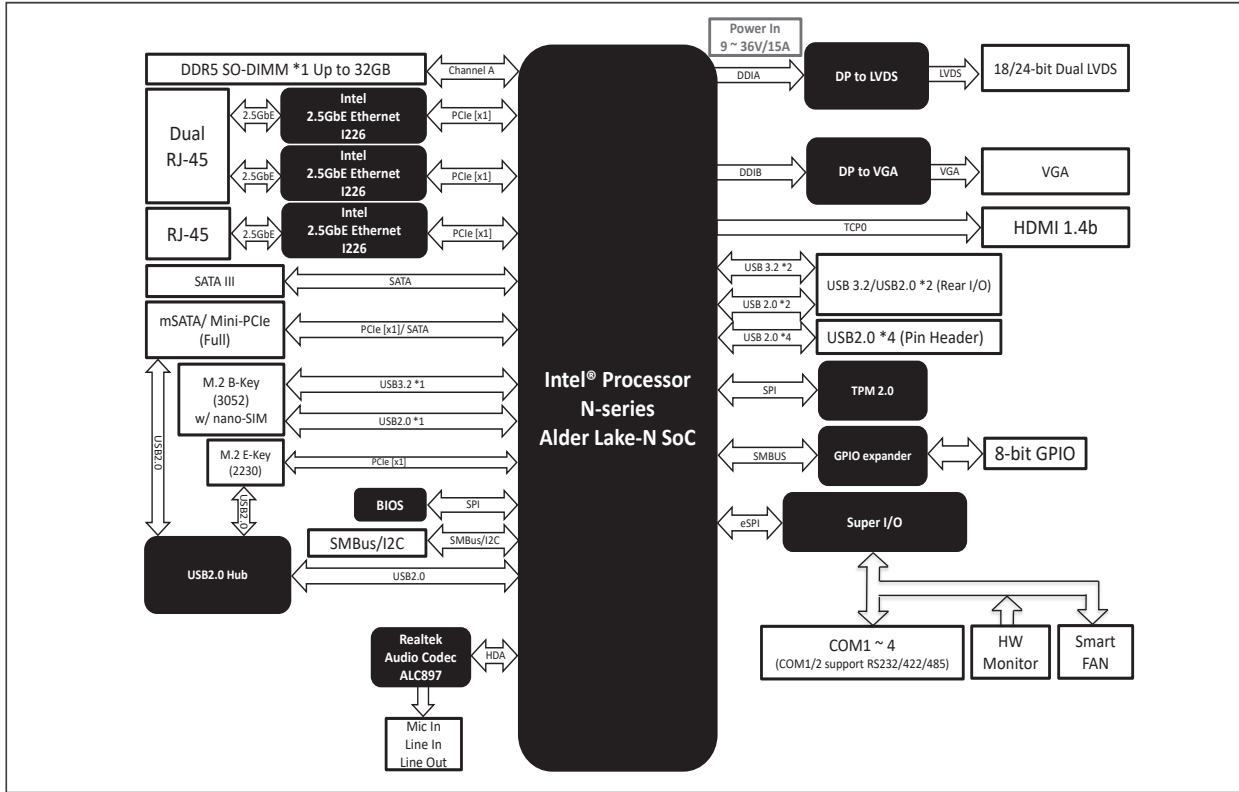 Power In
9 ~ 36V/15A
DDR5 SO-DIMM *1 Up to 32GB
Channel A
Dual
RJ-45
2.5GbE
Intel
2.5GbE Ethernet
I226
PCIe [x1]
2.5GbE
Intel
2.5GbE Ethernet
I226
PCIe [x1]
RJ-45
2.5GbE
Intel
2.5GbE Ethernet
I226
PCIe [x1]
SATA III
SATA
mSATA/ Mini-PCIe
(Full)
PCIe [x1]/ SATA
M.2 B-Key
(3052)
w/ nano-SIM
USB3.2 *1
USB2.0 *1
USB2.0
M.2 E-Key
(2230)
PCIe [x1]
USB2.0
BIOS
SPI
SMBus/I2C
SMBus/I2C
USB2.0 Hub
USB2.0
Realtek
Audio Codec
ALC897
HDA
Mic In
Line In
Line Out
Intel® Processor
N-series
Alder Lake-N SoC
DDIA
DP to LVDS
LVDS
18/24-bit Dual LVDS
DDIB
DP to VGA
VGA
VGA
TCP0
HDMI 1.4b
USB 3.2 *2
USB 2.0 *2
USB 3.2/USB2.0 *2 (Rear I/O)
USB 2.0 *4
USB2.0 *4 (Pin Header)
SPI
TPM 2.0
SMBUS
GPIO expander
8-bit GPIO
eSPI
Super I/O
COM1 ~ 4
(COM1/2 support RS232/422/485)
HW
Monitor
Smart
FAN